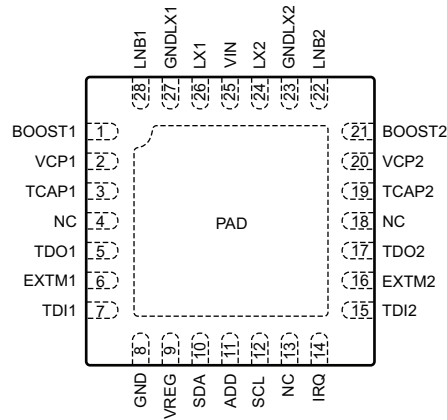 LNB1 GNDLX1 LX1 VIN LX2 GNDLX2 LNB2
28 27 26 25 24 23 22
BOOST1 1 21 BOOST2
VCP1 2 20 VCP2
TCAP1 3 19 TCAP2
NC 4 PAD 18 NC
TDO1 5 17 TDO2
EXTM1 6 16 EXTM2
TDI1 7 15 TDI2
8 9 10 11 12 13 14
GND VREG SDA ADD SCL NC IRQ